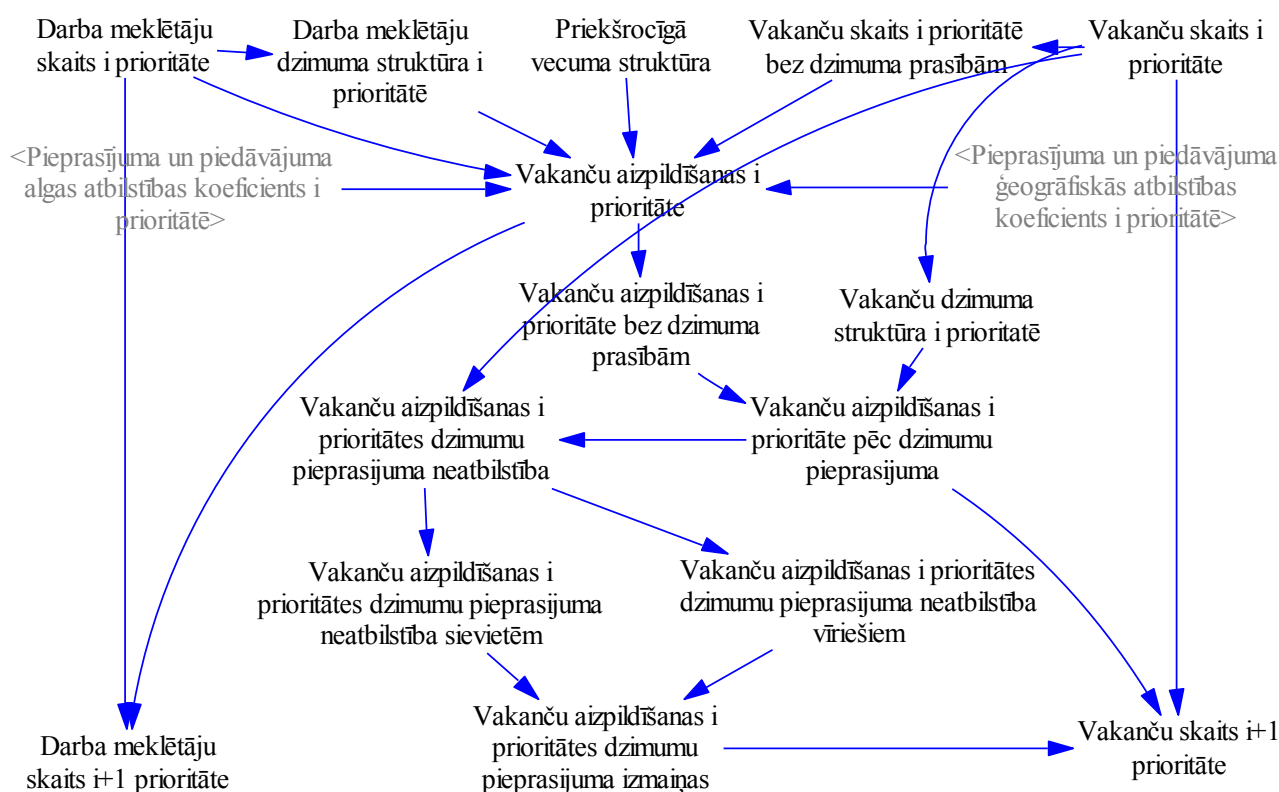 Darba meklētāju
skaits i prioritāte
Darba meklētāju
dzimuma struktūra i
prioritātē
Priekšrocīgā
vecuma struktūra
Vakanču skaits i prioritātē
bez dzimuma prasībām
Vakanču skaits i
prioritāte
<Pieprasījuma un piedāvājuma
algas atbilstības koeficients i
prioritātē>
Vakanču aizpildīšanas i
prioritāte
<Pieprasījuma un piedāvājuma
ģeogrāfiskās atbilstības
koeficients i prioritātē>
Vakanču aizpildīšanas i
prioritāte bez dzimuma
prasībām
Vakanču dzimuma
struktūra i prioritatē
Vakanču aizpildīšanas i
prioritātes dzimumu
pieprasijuma neatbilstība
Vakanču aizpildīšanas i
prioritāte pēc dzimumu
pieprasijuma
Vakanču aizpildīšanas i
prioritātes dzimumu pieprasijuma
neatbilstība sievietēm
Vakanču aizpildīšanas i prioritātes
dzimumu pieprasijuma neatbilstība
vīriešiem
Darba meklētāju
skaits i+1 prioritāte
Vakanču aizpildīšanas i
prioritātes dzimumu
pieprasijuma izmaiņas
Vakanču skaits i+1
prioritāte